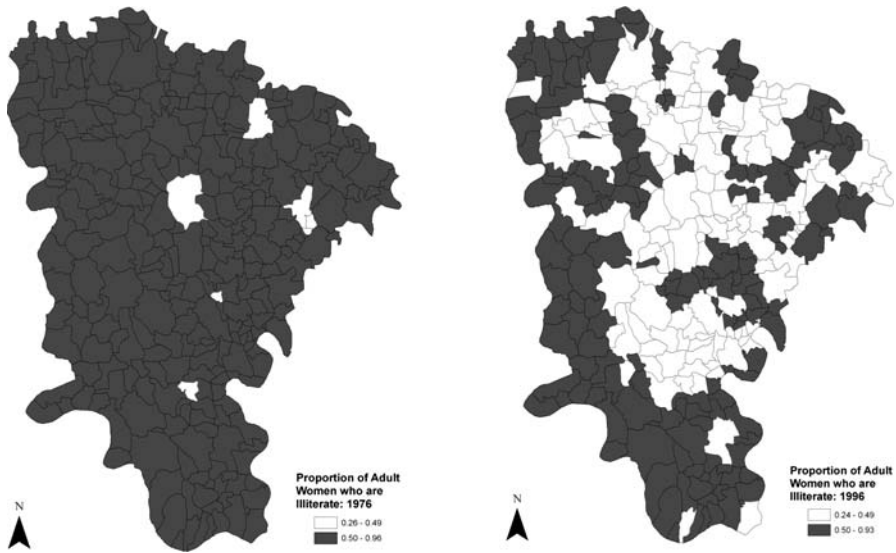 N
Proportion of Adult
Women who are
Illiterate: 1976
0.26 - 0.49
0.50 - 0.96
N
Proportion of Adult
Women who are
Illiterate: 1996
0.24 - 0.49
0.50 - 0.93